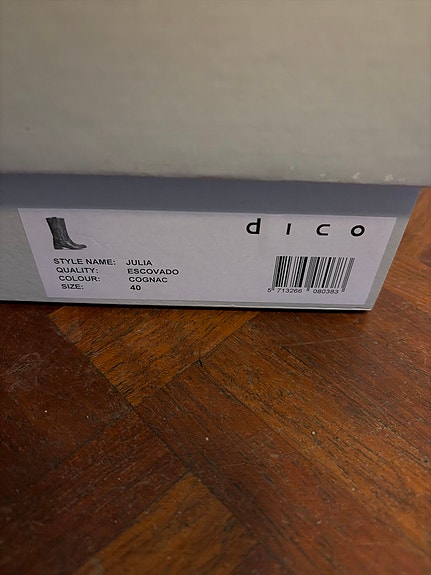 dico
STYLE NAME: JULIA
QUALITY: ESCOVADO
COLOUR: COGNAC
SIZE: 40
5 713266 080383